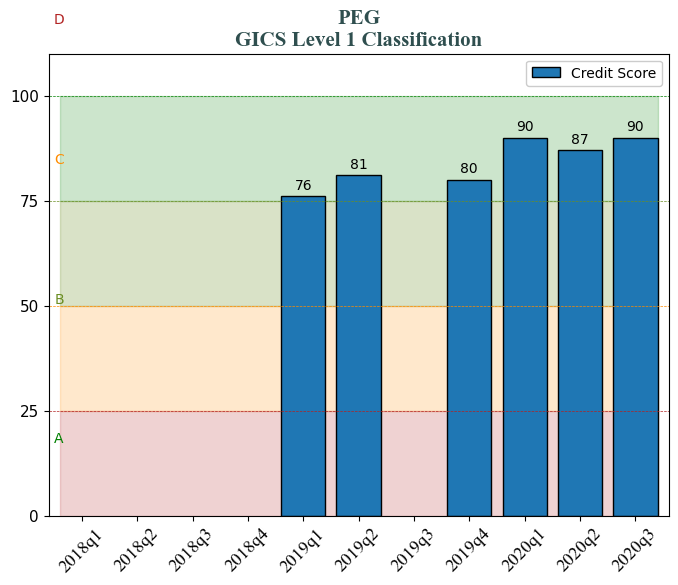 D
PEG
GICS Level 1 Classification
Credit Score
100
75
50
25
0
C
B
A
76
81
80
90
87
90
2018q1
2018q2
2018q3
2018q4
2019q1
2019q2
2019q3
2019q4
2020q1
2020q2
2020q3